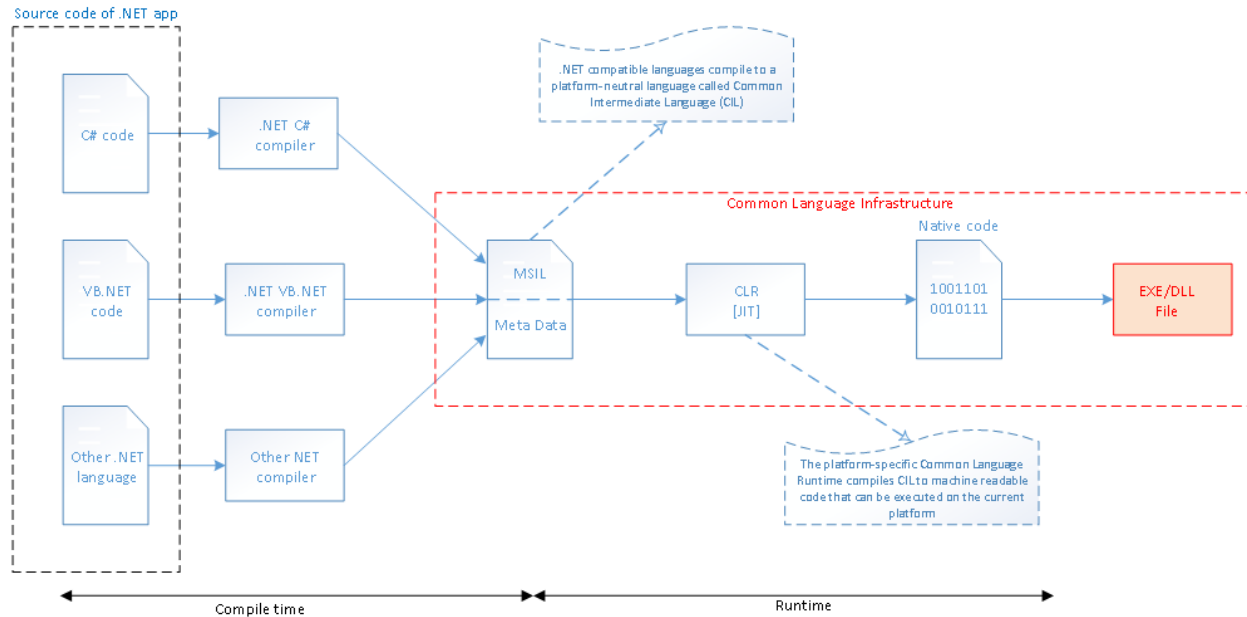 Source code of .NET app
.NET compatible languages compile to a
platform-neutral language called Common
Intermediate Language (CIL)
C# code
.NET C#
compiler
Common Language Infrastructure
Native code
VB.NET
code
.NET VB.NET
compiler
MSIL
Meta Data
CLR
[JIT]
1001101
0010111
EXE/DLL
File
Other .NET
language
Other NET
compiler
The platform-specific Common Language
Runtime compiles CIL to machine readable
code that can be executed on the current
platform
Compile time
Runtime